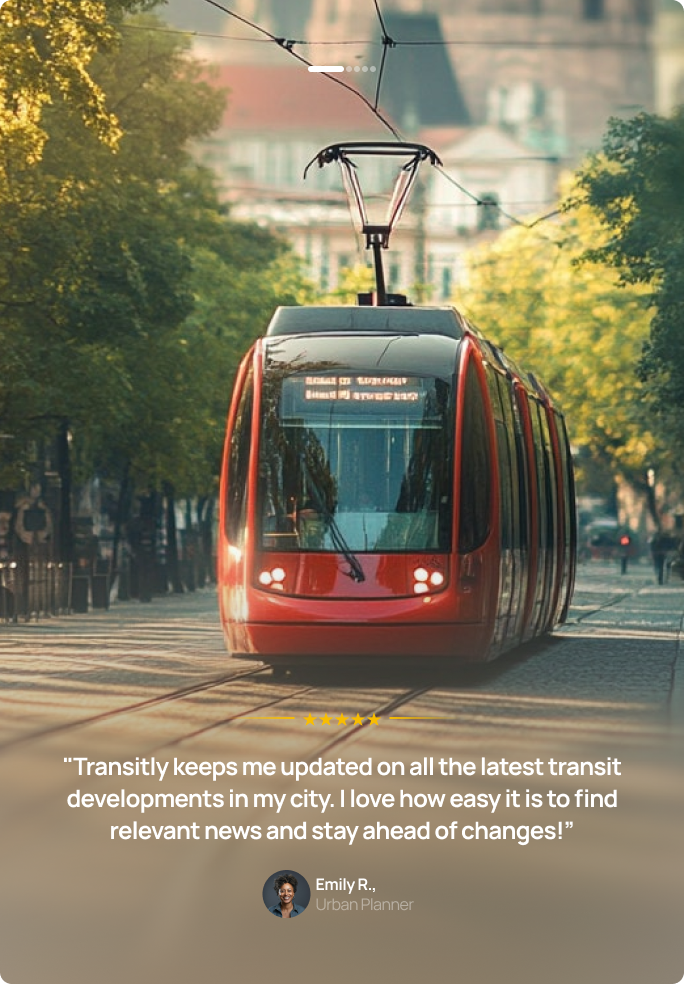 "Transitly keeps me updated on all the latest transit
developments in my city. I love how easy it is to find
relevant news and stay ahead of changes!”
Emily R.,
Urban Planner